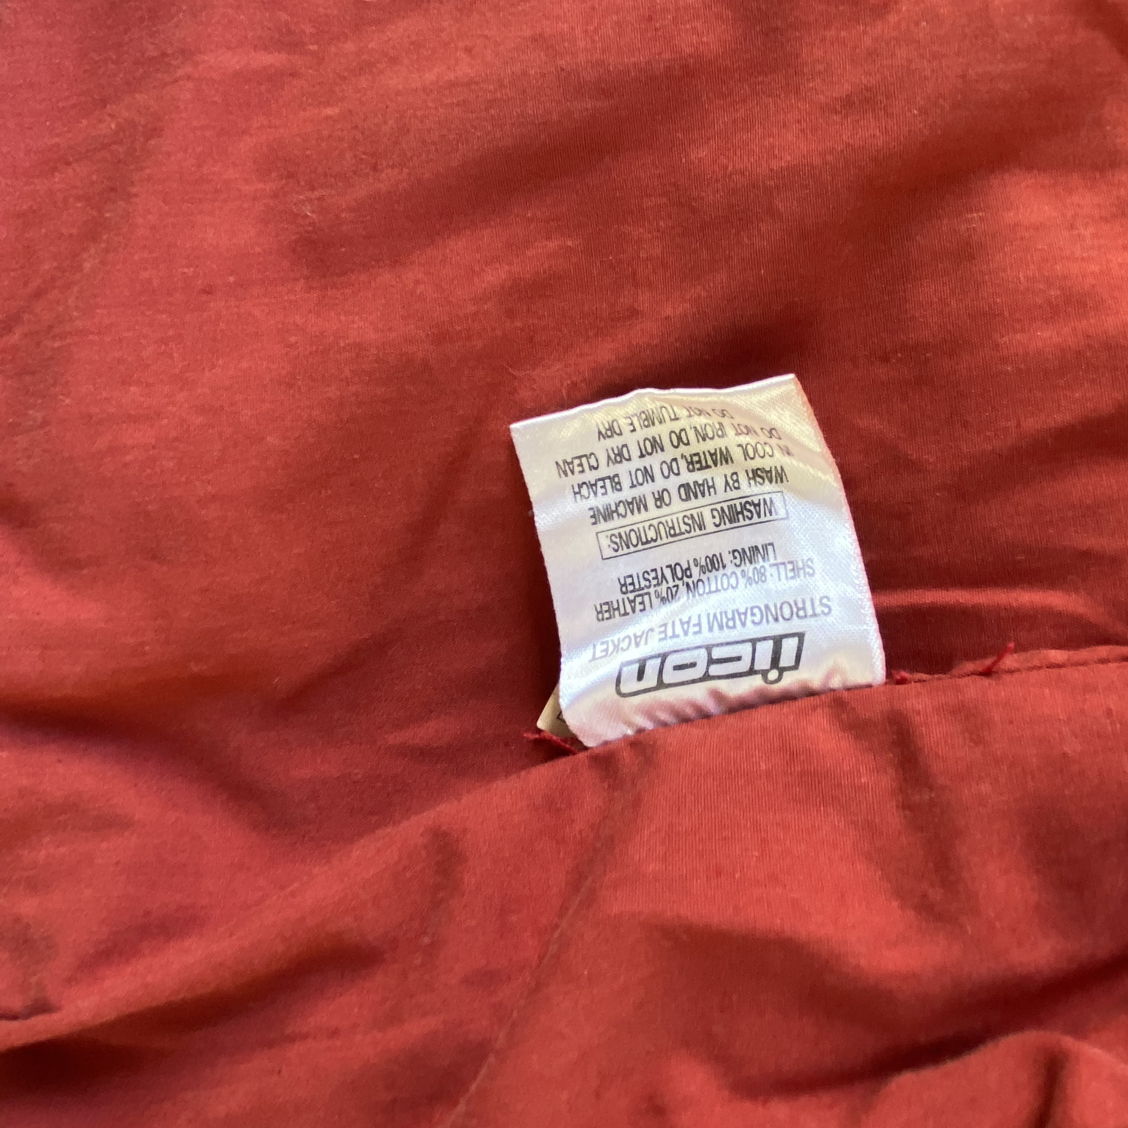 icon
STRONGARM FATE JACKET
SHELL: 80% COTTON, 20% LEATHER
LINING: 100% POLYESTER
WASHING INSTRUCTIONS:
WASH BY HAND OR MACHINE
IN COOL WATER, DO NOT BLEACH
DO NOT IRON, DO NOT DRY CLEAN
DO NOT TUMBLE DRY